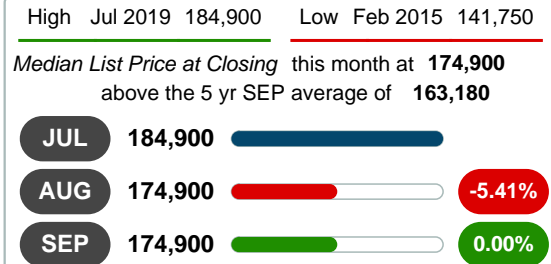 High Jul 2019 184,900 Low Feb 2015 141,750
Median List Price at Closing this month at 174,900
above the 5 yr SEP average of 163,180
JUL 184,900
AUG 174,900 -5.41%
SEP 174,900 0.00%